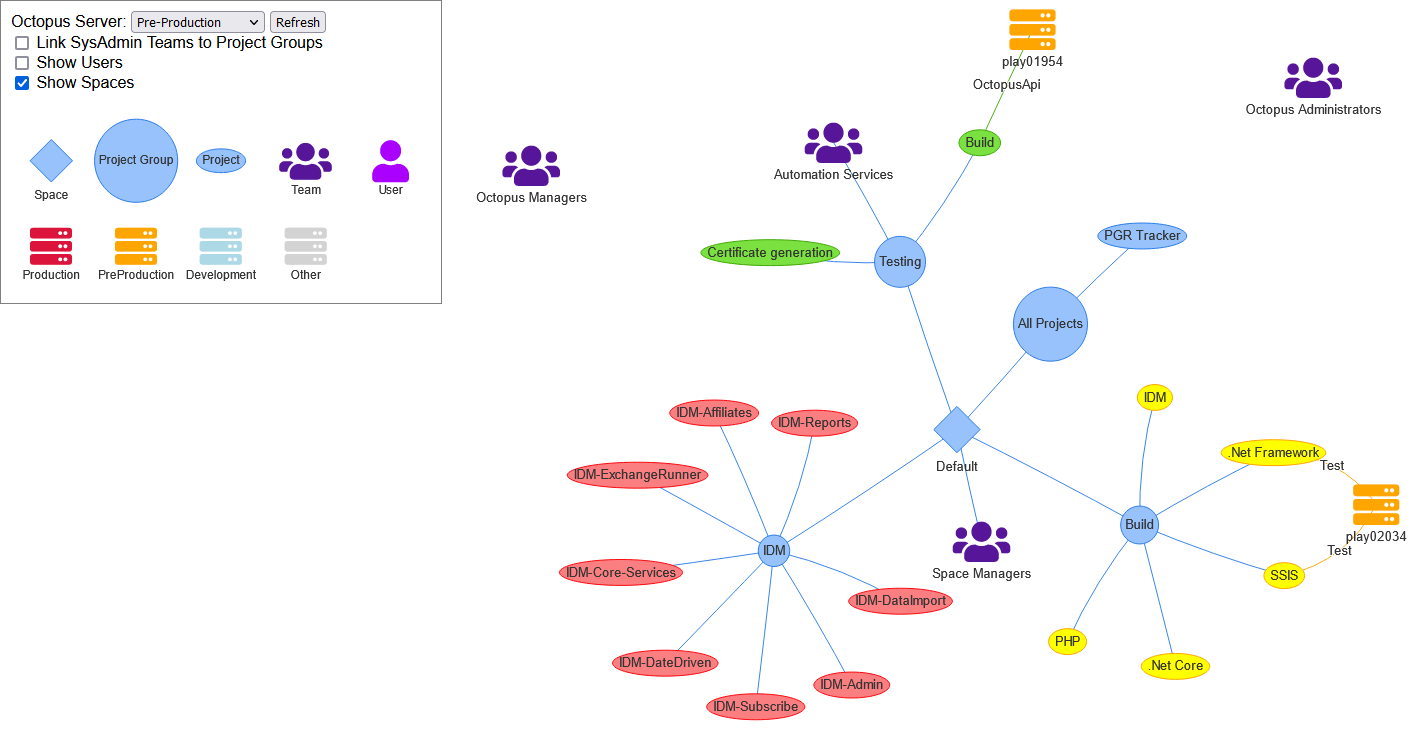 Octopus Server: Pre-Production Refresh
Link SysAdmin Teams to Project Groups
Show Users
Show Spaces
Project Group
Project
Space
Team
User
Production
PreProduction
Development
Other
play01954
OctopusApi
Octopus Administrators
Build
Automation Services
Octopus Managers
PGR Tracker
Certificate generation
Testing
All Projects
IDM
IDM-Affiliates
IDM-Reports
.Net Framework
Test
Default
IDM-ExchangeRunner
Build
play02034
Test
IDM
IDM-Core-Services
Space Managers
SSIS
IDM-DataImport
PHP
IDM-DateDriven
.Net Core
IDM-Admin
IDM-Subscribe